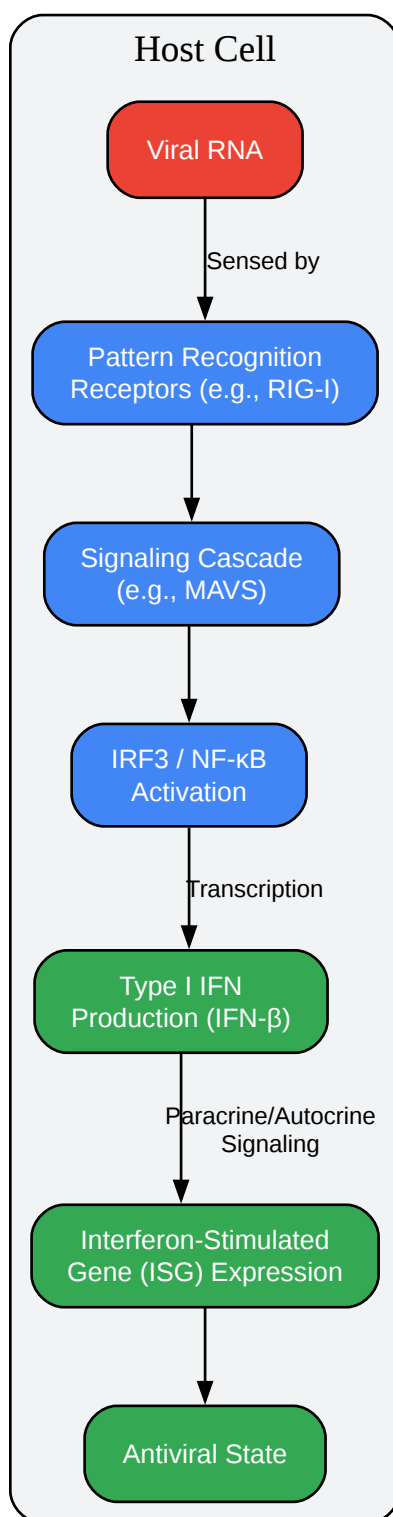 Host Cell
Viral RNA
Sensed by
Pattern Recognition
Receptors (e.g., RIG-I)
Signaling Cascade
(e.g., MAVS)
IRF3 / NF-κB
Activation
Transcription
Type I IFN
Production (IFN-β)
Paracrine/Autocrine
Signaling
Interferon-Stimulated
Gene (ISG) Expression
Antiviral State